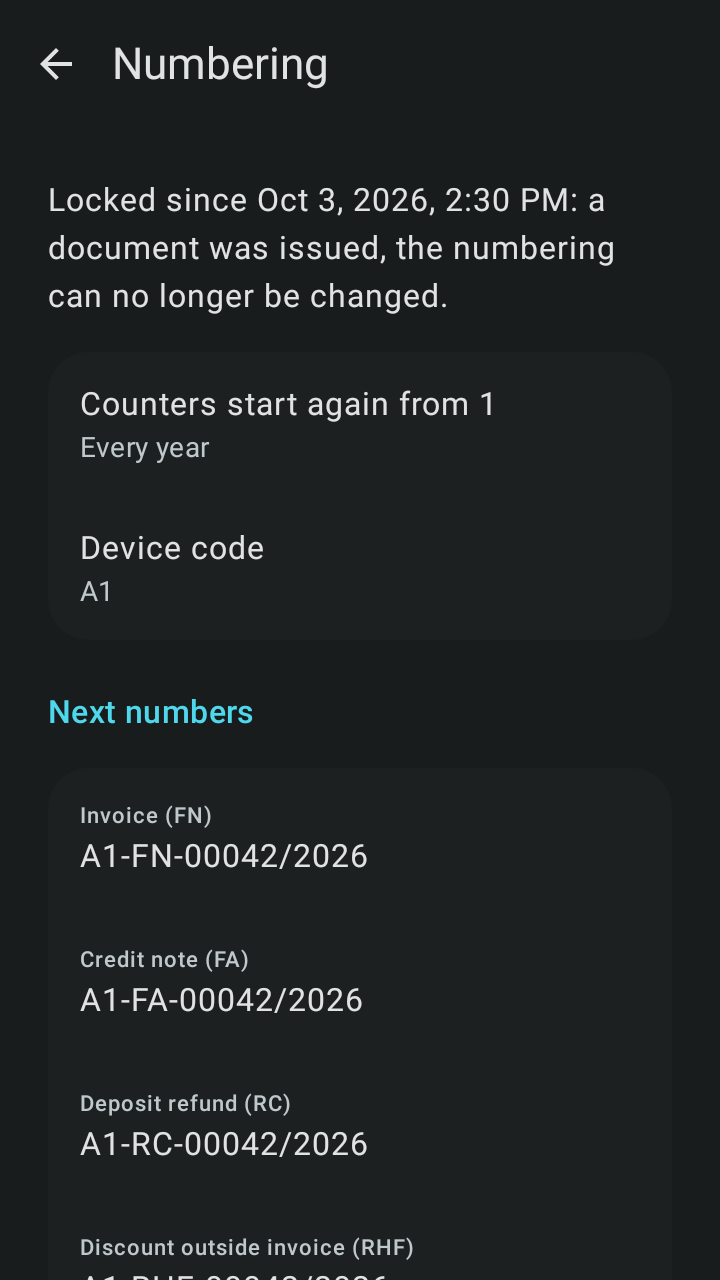 Numbering
Locked since Oct 3, 2026, 2:30 PM: a
document was issued, the numbering
can no longer be changed.
Counters start again from 1
Every year
Device code
A1
Next numbers
Invoice (FN)
A1-FN-00042/2026
Credit note (FA)
A1-FA-00042/2026
Deposit refund (RC)
A1-RC-00042/2026
Discount outside invoice (RHF)